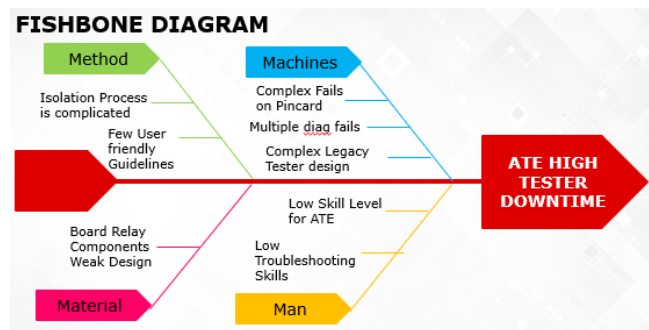 FISHBONE DIAGRAM
Method
Machines
Isolation Process
is complicated
Few User
friendly
Guidelines
Complex Fails
on Pincard
Multiple diag fails
Complex Legacy
Tester design
ATE HIGH
TESTER
DOWNTIME
Board Relay
Components
Weak Design
Low Skill Level
for ATE
Low
Troubleshooting
Skills
Material
Man